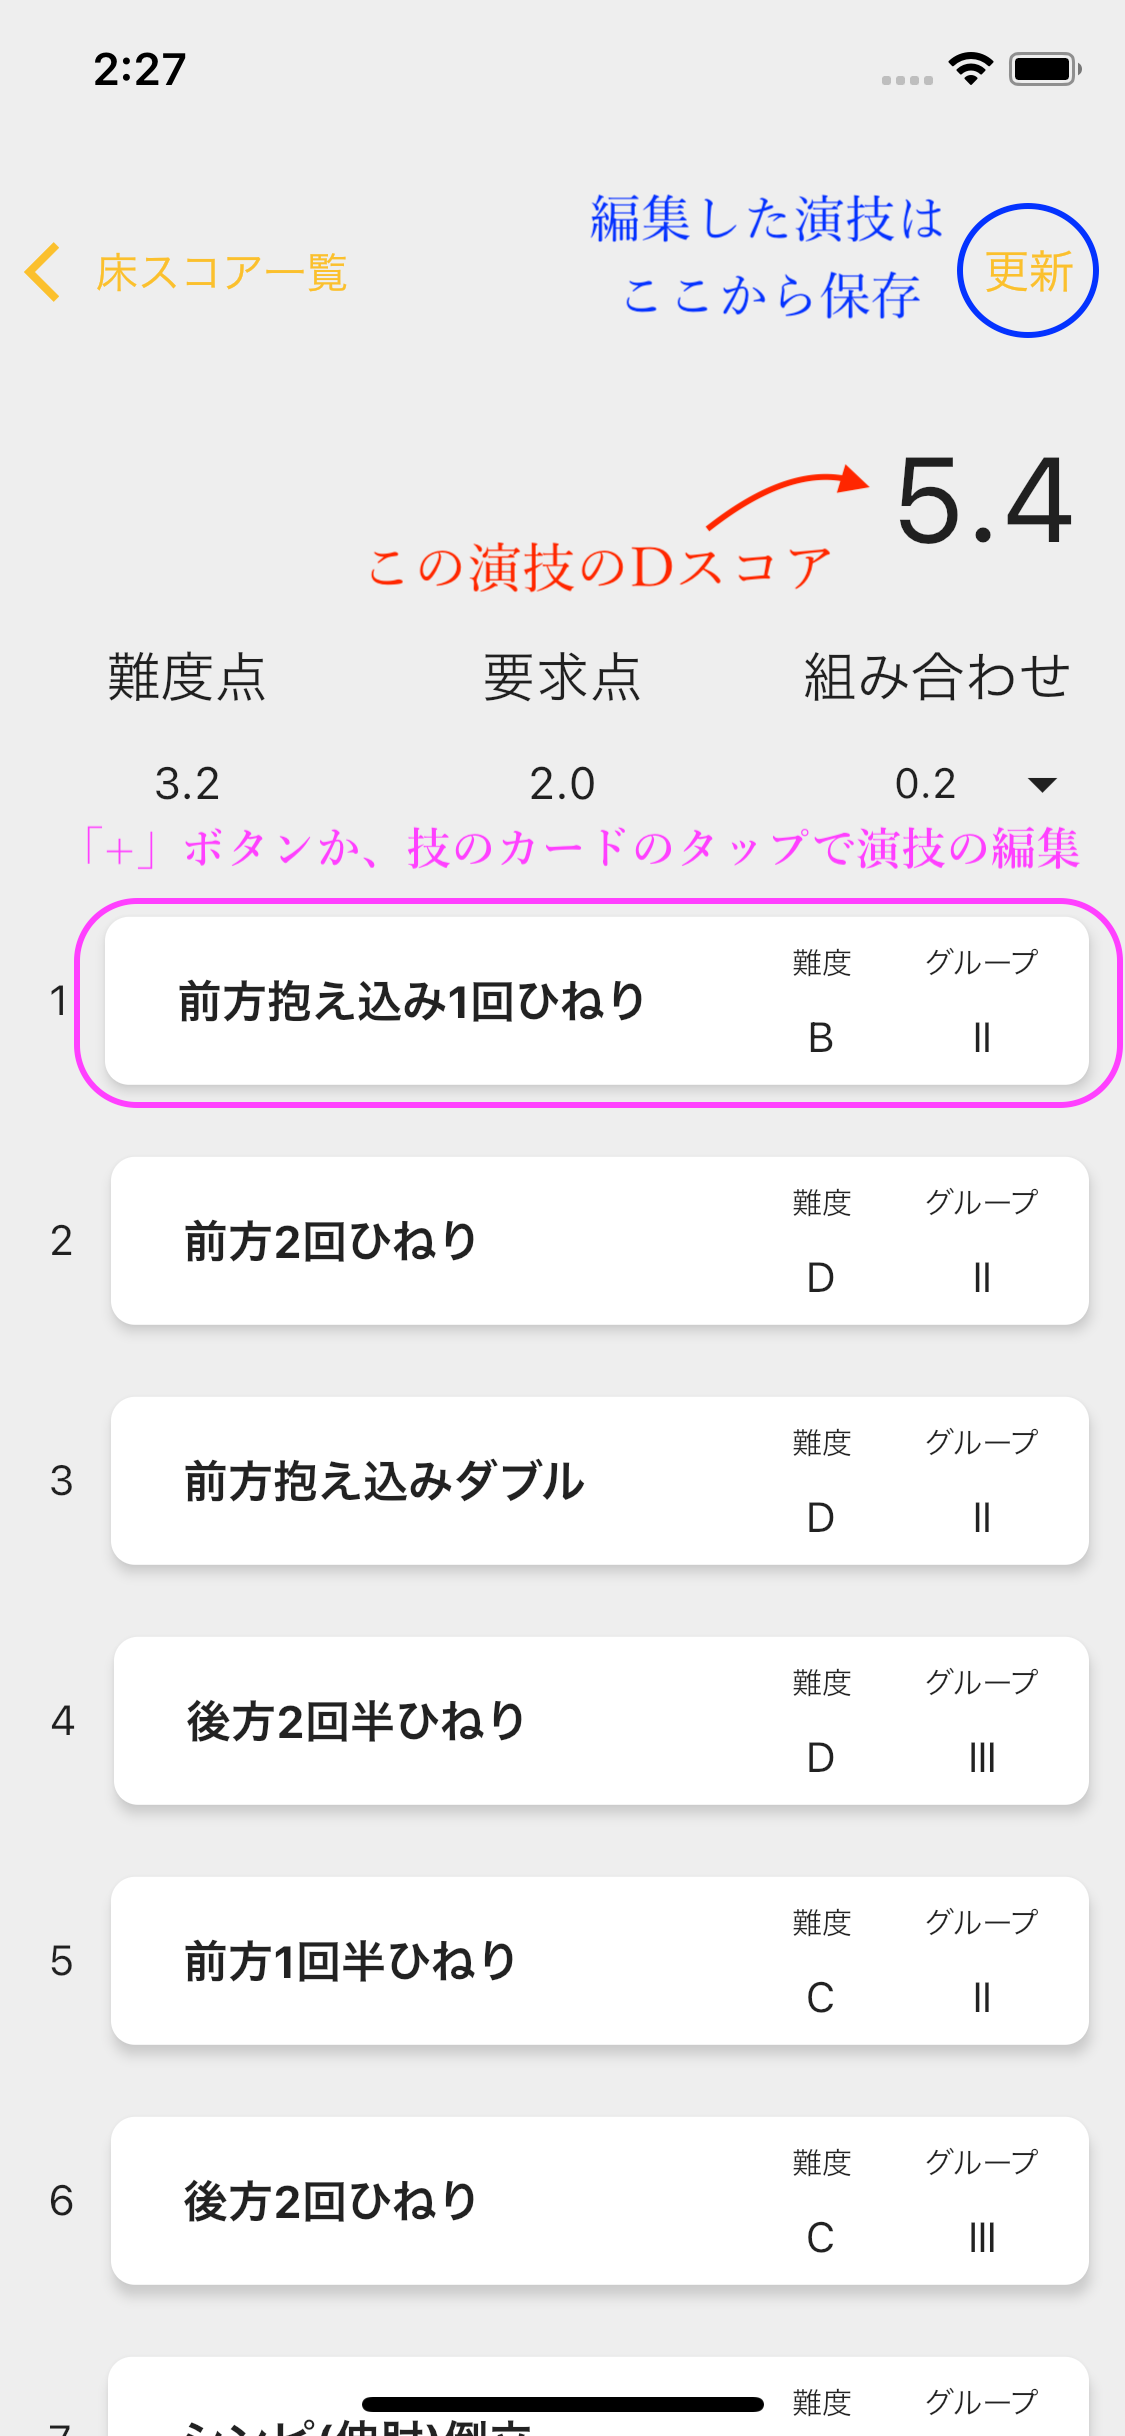 2:27
編集した演技は
床スコア一覧
更新
ここから保存
5.4
この演技のDスコア
難度点 要求点 組み合わせ
3.2 2.0 0.2
「+」ボタンか、技のカードのタップで演技の編集
難度 グループ
1 前方抱え込み1回ひねり
B II
難度 グループ
2 前方2回ひねり
D II
難度 グループ
3 前方抱え込みダブル
D II
難度 グループ
4 後方2回半ひねり
D III
難度 グループ
5 前方1回半ひねり
C II
難度 グループ
6 後方2回ひねり
C III
難度 グループ
7 シンピ(伸肘)倒立